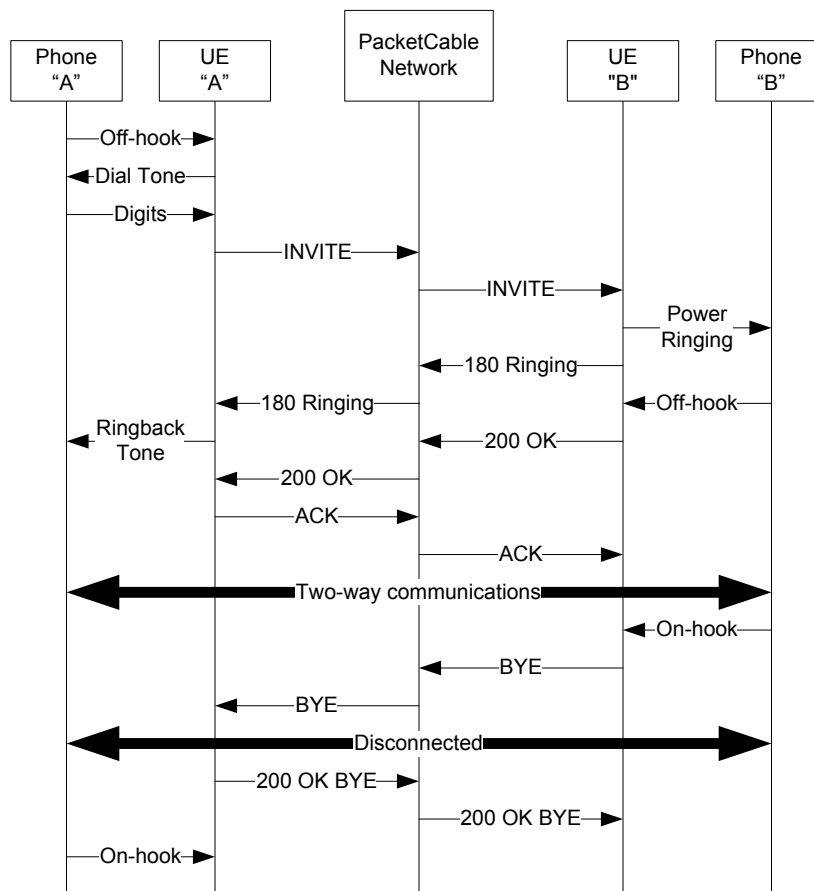 Phone
“A”
UE
“A”
PacketCable
Network
UE
"B"
Phone
“B”
Off-hook
Dial Tone
Digits
INVITE
INVITE
Power
Ringing
180 Ringing
180 Ringing
Off-hook
Ringback
Tone
200 OK
200 OK
ACK
ACK
Two-way communications
On-hook
BYE
BYE
Disconnected
200 OK BYE
200 OK BYE
On-hook